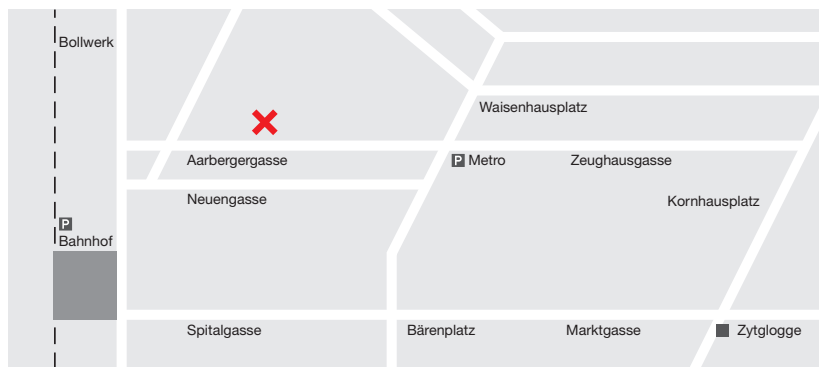 Bollwerk
Waisenhausplatz
Aarbergergasse
P Metro
Zeughausgasse
Neuengasse
Kornhausplatz
P
Bahnhof
Spitalgasse
Bärenplatz
Marktgasse
Zytglogge